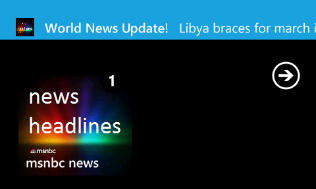 World News Update! Libya braces for march i
1
news
headlines
msnbc
msnbc news